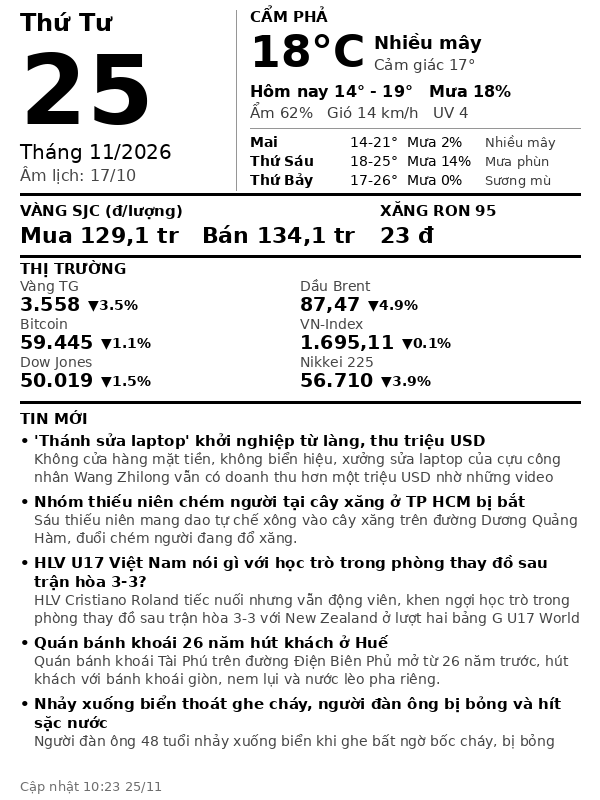 Thứ Tư
25
Tháng 11/2026
Âm lịch: 17/10
CẨM PHẢ
18°C Nhiều mây
Cảm giác 17°
Hôm nay 14° - 19° Mưa 18%
Ẩm 62% Gió 14 km/h UV 4
Mai 14-21° Mưa 2% Nhiều mây
Thứ Sáu 18-25° Mưa 14% Mưa phùn
Thứ Bảy 17-26° Mưa 0% Sương mù
VÀNG SJC (đ/lượng)
Mua 129,1 tr Bán 134,1 tr
XĂNG RON 95
23 đ
THỊ TRƯỜNG
Vàng TG
3.558 ▼3.5%
Dầu Brent
87,47 ▼4.9%
Bitcoin
59.445 ▼1.1%
VN-Index
1.695,11 ▼0.1%
Dow Jones
50.019 ▼1.5%
Nikkei 225
56.710 ▼3.9%
TIN MỚI
• 'Thánh sửa laptop' khởi nghiệp từ làng, thu triệu USD
Không cửa hàng mặt tiền, không biển hiệu, xưởng sửa laptop của cựu công
nhân Wang Zhilong vẫn có doanh thu hơn một triệu USD nhờ những video
• Nhóm thiếu niên chém người tại cây xăng ở TP HCM bị bắt
Sáu thiếu niên mang dao tự chế xông vào cây xăng trên đường Dương Quảng
Hàm, đuổi chém người đang đổ xăng.
• HLV U17 Việt Nam nói gì với học trò trong phòng thay đồ sau
trận hòa 3-3?
HLV Cristiano Roland tiếc nuối nhưng vẫn động viên, khen ngợi học trò trong
phòng thay đồ sau trận hòa 3-3 với New Zealand ở lượt hai bảng G U17 World
• Quán bánh khoái 26 năm hút khách ở Huế
Quán bánh khoái Tài Phú trên đường Điện Biên Phủ mở từ 26 năm trước, hút
khách với bánh khoái giòn, nem lụi và nước lèo pha riêng.
• Nhảy xuống biển thoát ghe cháy, người đàn ông bị bỏng và hít
sặc nước
Người đàn ông 48 tuổi nhảy xuống biển khi ghe bất ngờ bốc cháy, bị bỏng
Cập nhật 10:23 25/11